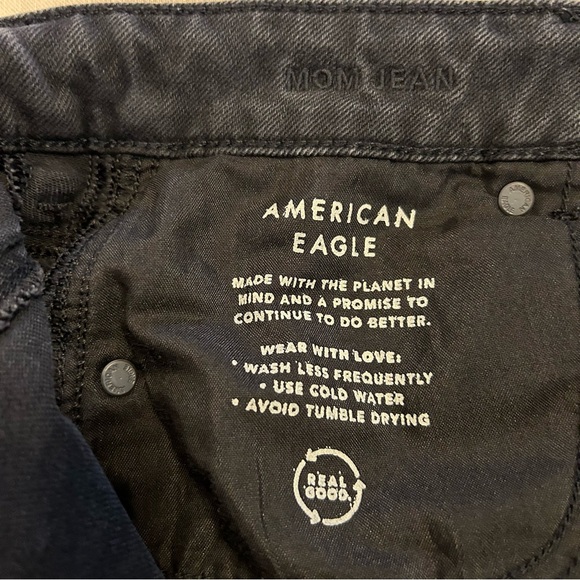 MOM JEAN
AMERICAN
EAGLE
MADE WITH THE PLANET IN
MIND AND A PROMISE TO
CONTINUE TO DO BETTER.
WEAR WITH LOVE:
• WASH LESS FREQUENTLY
• USE COLD WATER
• AVOID TUMBLE DRYING
REAL
GOOD.
AMERICAN